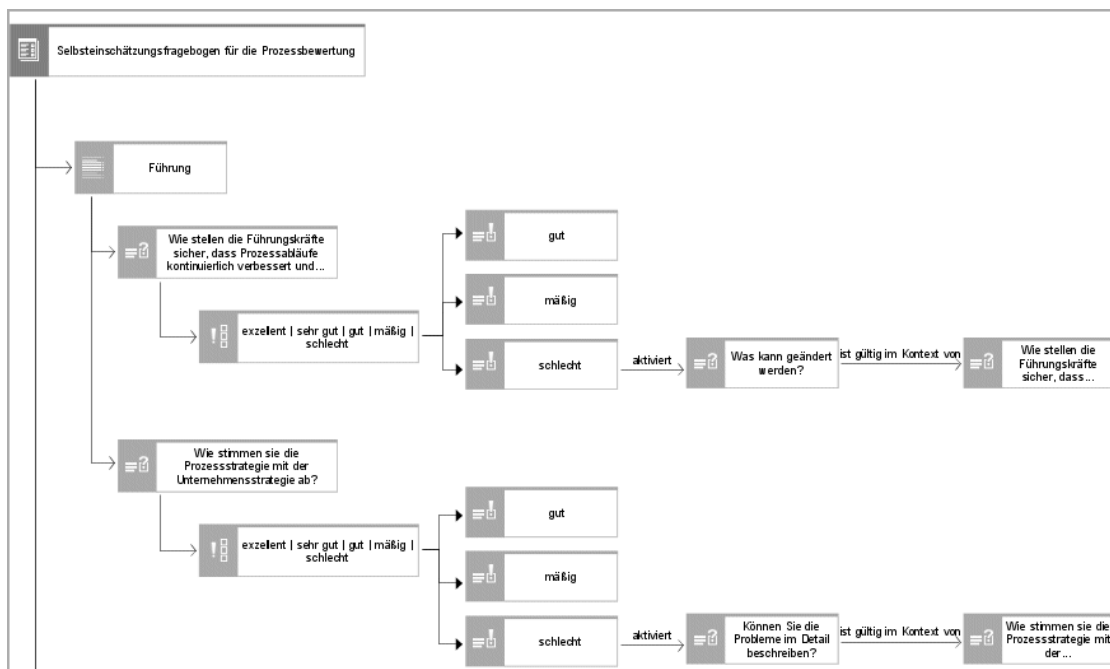 Selbsteinschätzungsfragebogen für die Prozessbewertung
Führung
Wie stellen die Führungskräfte
sicher, dass Prozessabläufe
kontinuierlich verbessert und...
exzellent | sehr gut | gut | mäßig |
schlecht
gut
mäßig
schlecht
aktiviert
Was kann geändert
werden?
ist gültig im Kontext von
Wie stellen die
Führungskräfte
sicher, dass...
Wie stimmen sie die
Prozessstrategie mit der
Unternehmensstrategie ab?
exzellent | sehr gut | gut | mäßig |
schlecht
gut
mäßig
schlecht
aktiviert
Können Sie die
Probleme im Detail
beschreiben?
ist gültig im Kontext von
Wie stimmen sie die
Prozessstrategie mit
der...